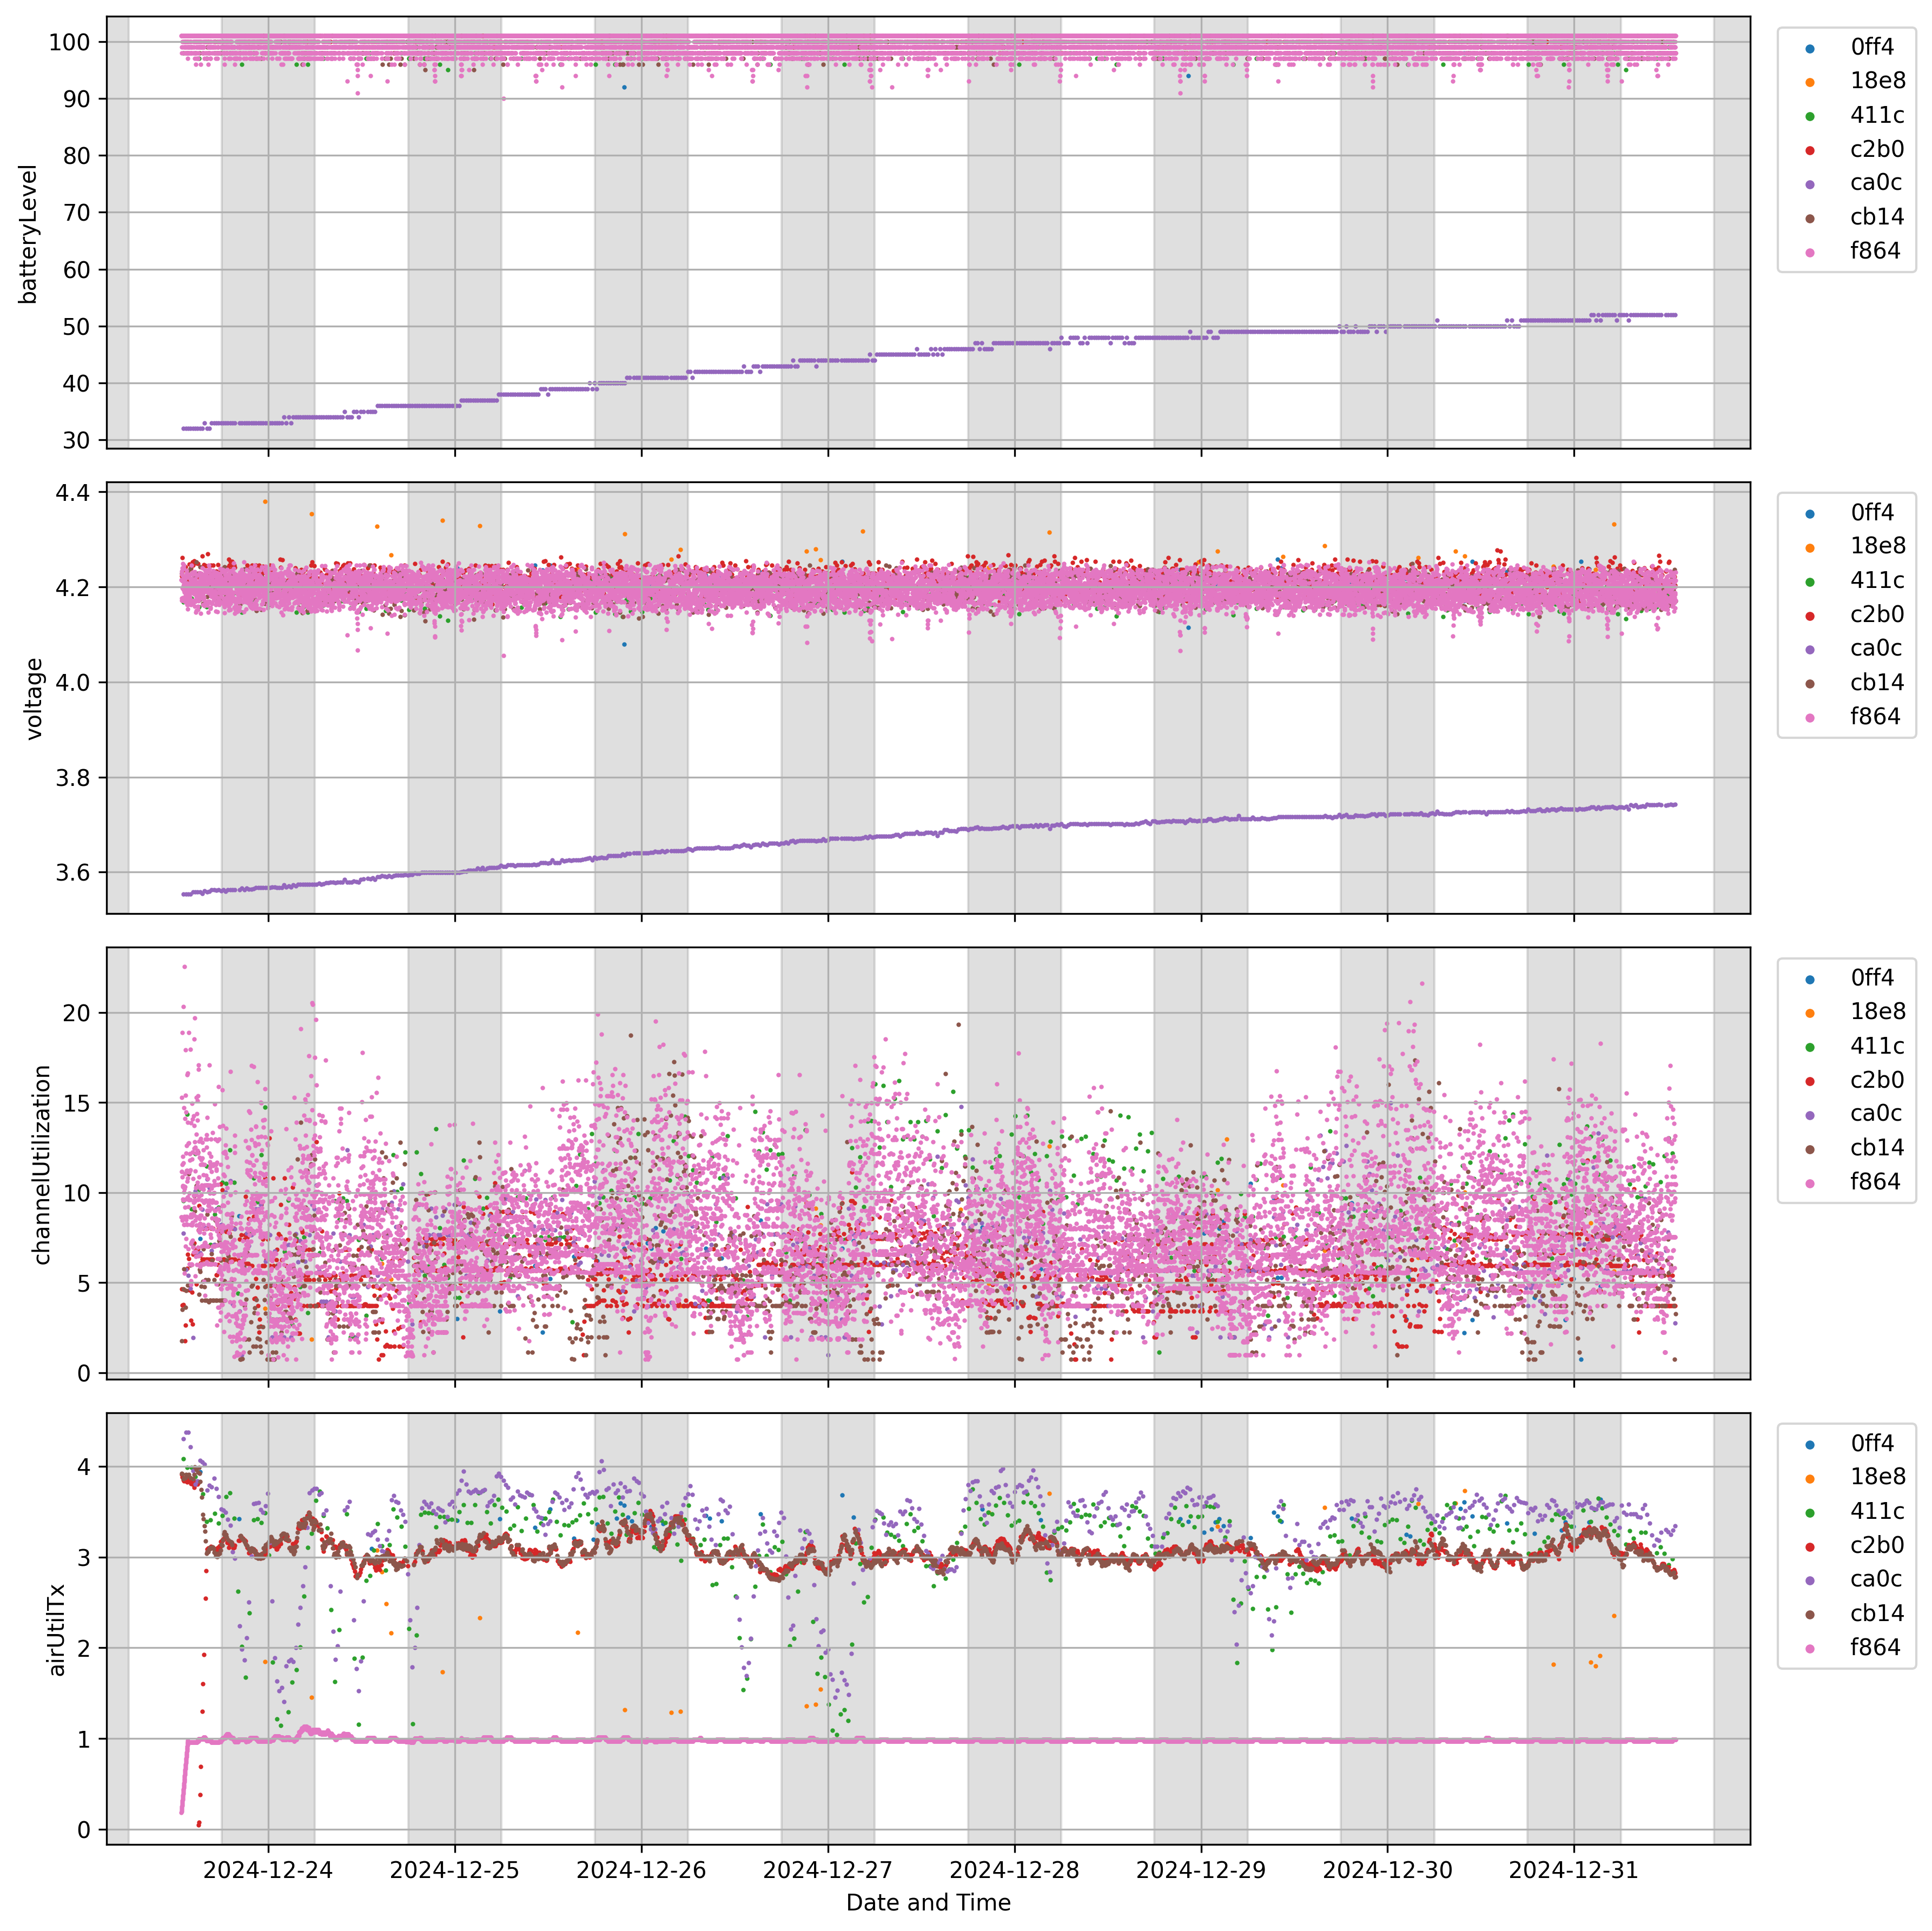 batteryLevel
100
90
80
70
60
50
40
30
0ff4
18e8
411c
c2b0
ca0c
cb14
f864
voltage
4.4
4.2
4.0
3.8
3.6
0ff4
18e8
411c
c2b0
ca0c
cb14
f864
channelUtilization
20
15
10
5
0
0ff4
18e8
411c
c2b0
ca0c
cb14
f864
airUtilTx
4
3
2
1
0
0ff4
18e8
411c
c2b0
ca0c
cb14
f864
2024-12-24 2024-12-25 2024-12-26 2024-12-27 2024-12-28 2024-12-29 2024-12-30 2024-12-31
Date and Time